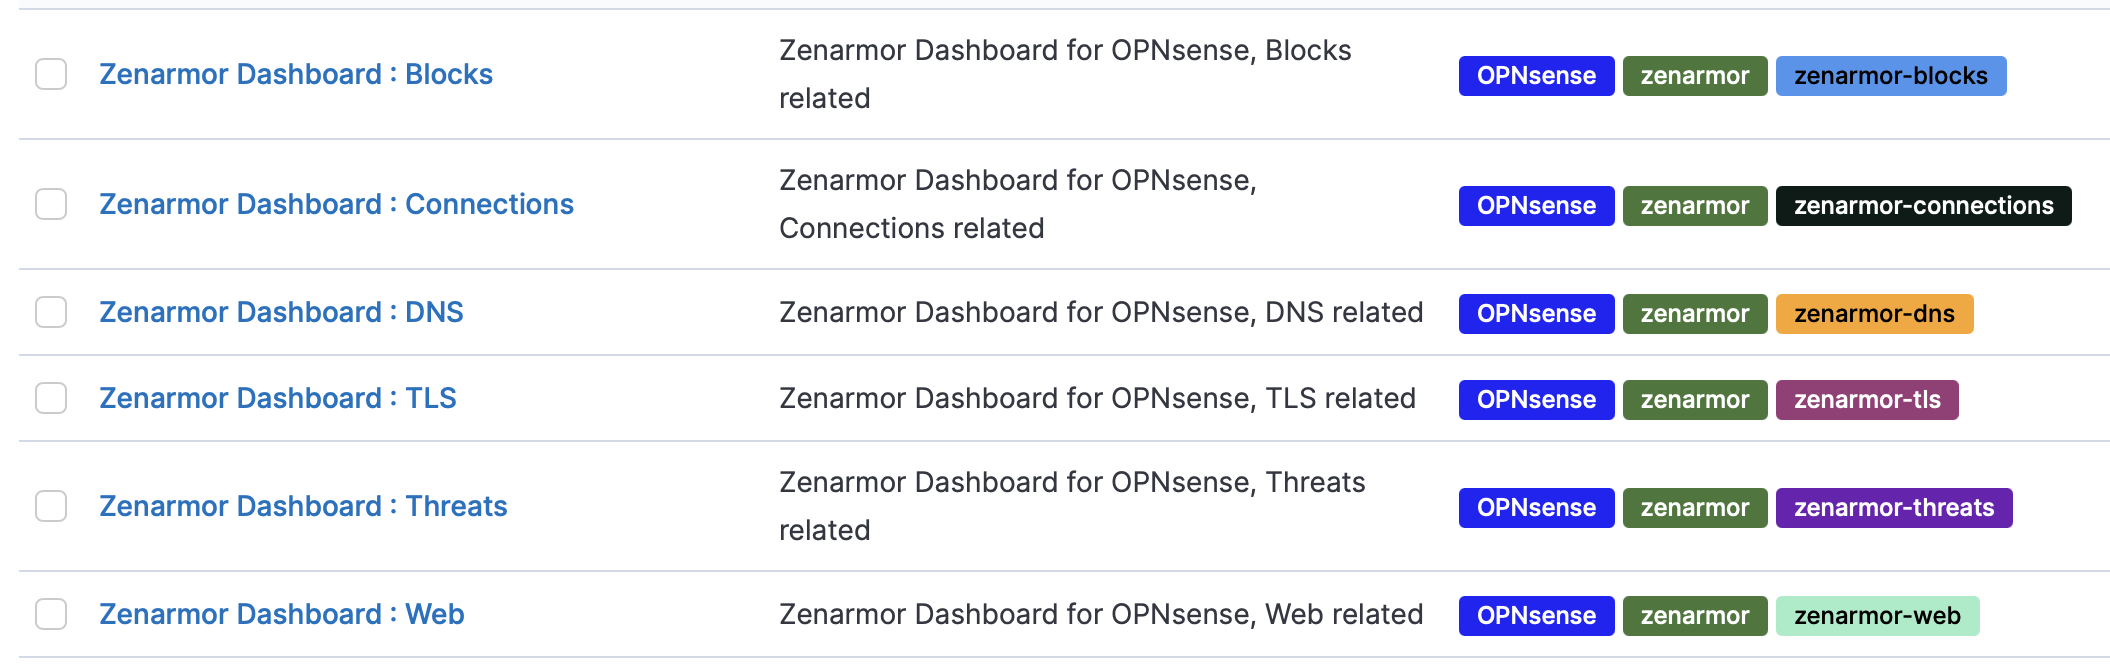 Zenarmor Dashboard : Blocks
Zenarmor Dashboard for OPNsense, Blocks
related
OPNsense zenarmor zenarmor-blocks
Zenarmor Dashboard : Connections
Zenarmor Dashboard for OPNsense,
Connections related
OPNsense zenarmor zenarmor-connections
Zenarmor Dashboard : DNS
Zenarmor Dashboard for OPNsense, DNS related
OPNsense zenarmor zenarmor-dns
Zenarmor Dashboard : TLS
Zenarmor Dashboard for OPNsense, TLS related
OPNsense zenarmor zenarmor-tls
Zenarmor Dashboard : Threats
Zenarmor Dashboard for OPNsense, Threats
related
OPNsense zenarmor zenarmor-threats
Zenarmor Dashboard : Web
Zenarmor Dashboard for OPNsense, Web related
OPNsense zenarmor zenarmor-web